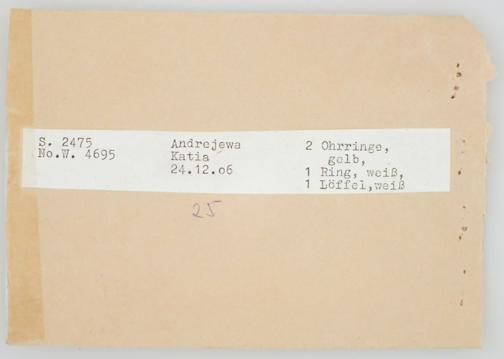 S. 2475
No.W. 4695
Andrejewa
Katia
24.12.06
2 Ohrringe,
gelb,
1 Ring, weiß,
1 Löffel,weiß
25